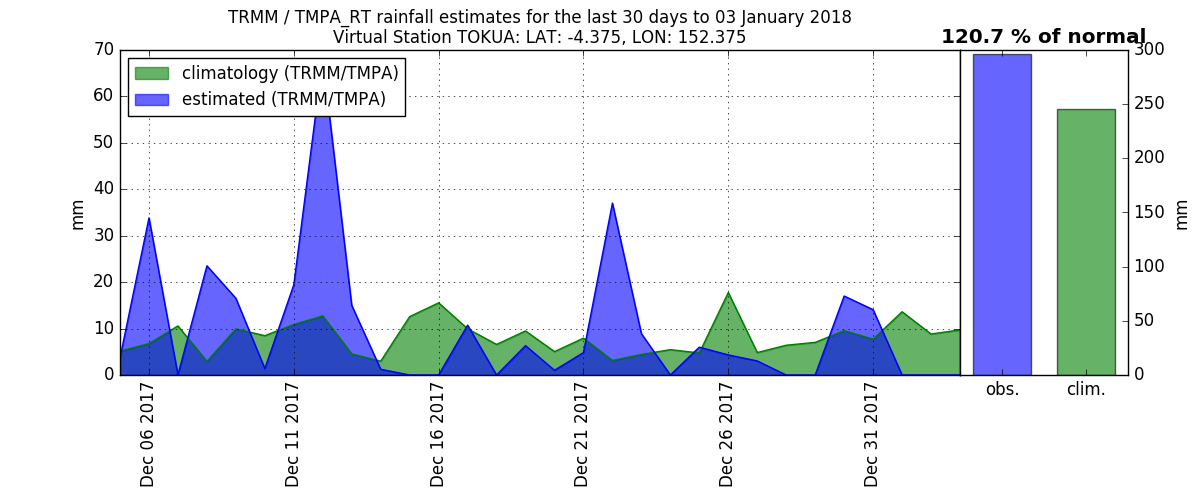 TRMM / TMPA_RT rainfall estimates for the last 30 days to 03 January 2018
Virtual Station TOKUA: LAT: -4.375, LON: 152.375
120.7 % of normal
climatology (TRMM/TMPA)
estimated (TRMM/TMPA)
mm
70
60
50
40
30
20
10
0
Dec 06 2017
Dec 11 2017
Dec 16 2017
Dec 21 2017
Dec 26 2017
Dec 31 2017
300
250
200
150
100
50
0
mm
obs.
clim.